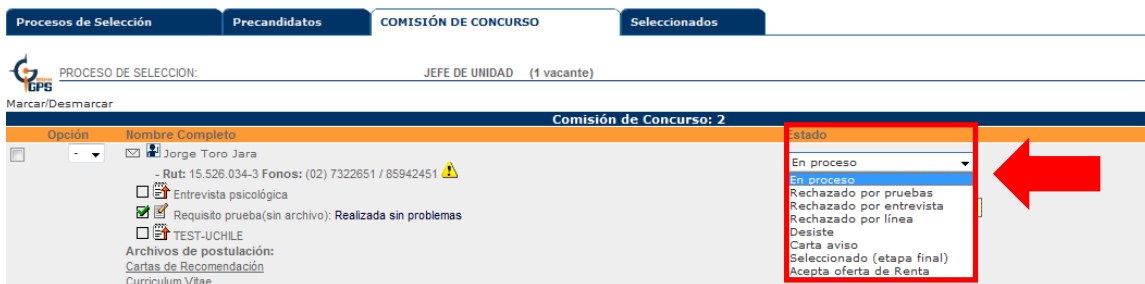 Procesos de Selección Precandidatos COMISIÓN DE CONCURSO Seleccionados
GPS PROCESO DE SELECCION: JEFE DE UNIDAD (1 vacante)
Marcar/Desmarcar
Comisión de Concurso: 2
Opción Nombre Completo Estado
- Jorge Toro Jara En proceso
- Rut: 15.526.034-3 Fonos: (02) 7322651 / 85942451
Entrevista psicológica
Requisito prueba(sin archivo): Realizada sin problemas
TEST-UCHILE
Archivos de postulación:
Cartas de Recomendación
Curriculum Vitae
En proceso
Rechazado por pruebas
Rechazado por entrevista
Rechazado por línea
Desiste
Carta aviso
Seleccionado (etapa final)
Acepta oferta de Renta